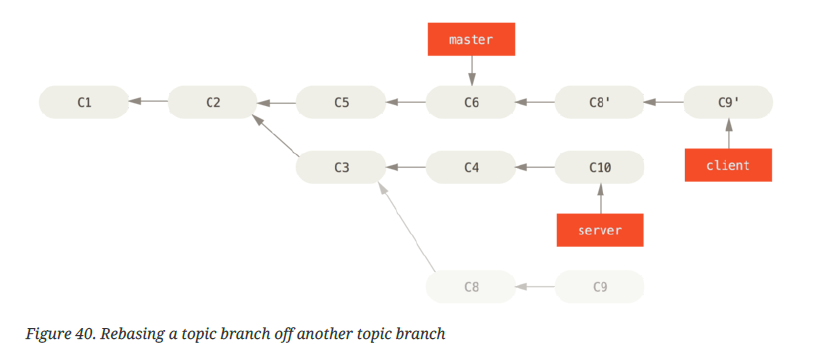 master
C1
C2
C5
C6
C8'
C9'
C3
C4
C10
client
server
C8
C9
Figure 40. Rebasing a topic branch off another topic branch